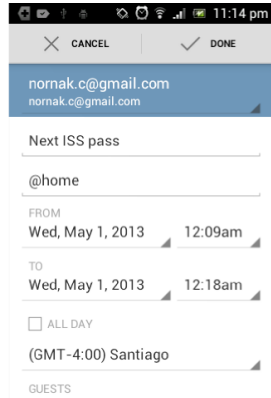 11:14 pm
CANCEL DONE
nornak.c@gmail.com
nornak.c@gmail.com
Next ISS pass
@home
FROM
Wed, May 1, 2013 12:09am
TO
Wed, May 1, 2013 12:18am
ALL DAY
(GMT-4:00) Santiago
GUESTS